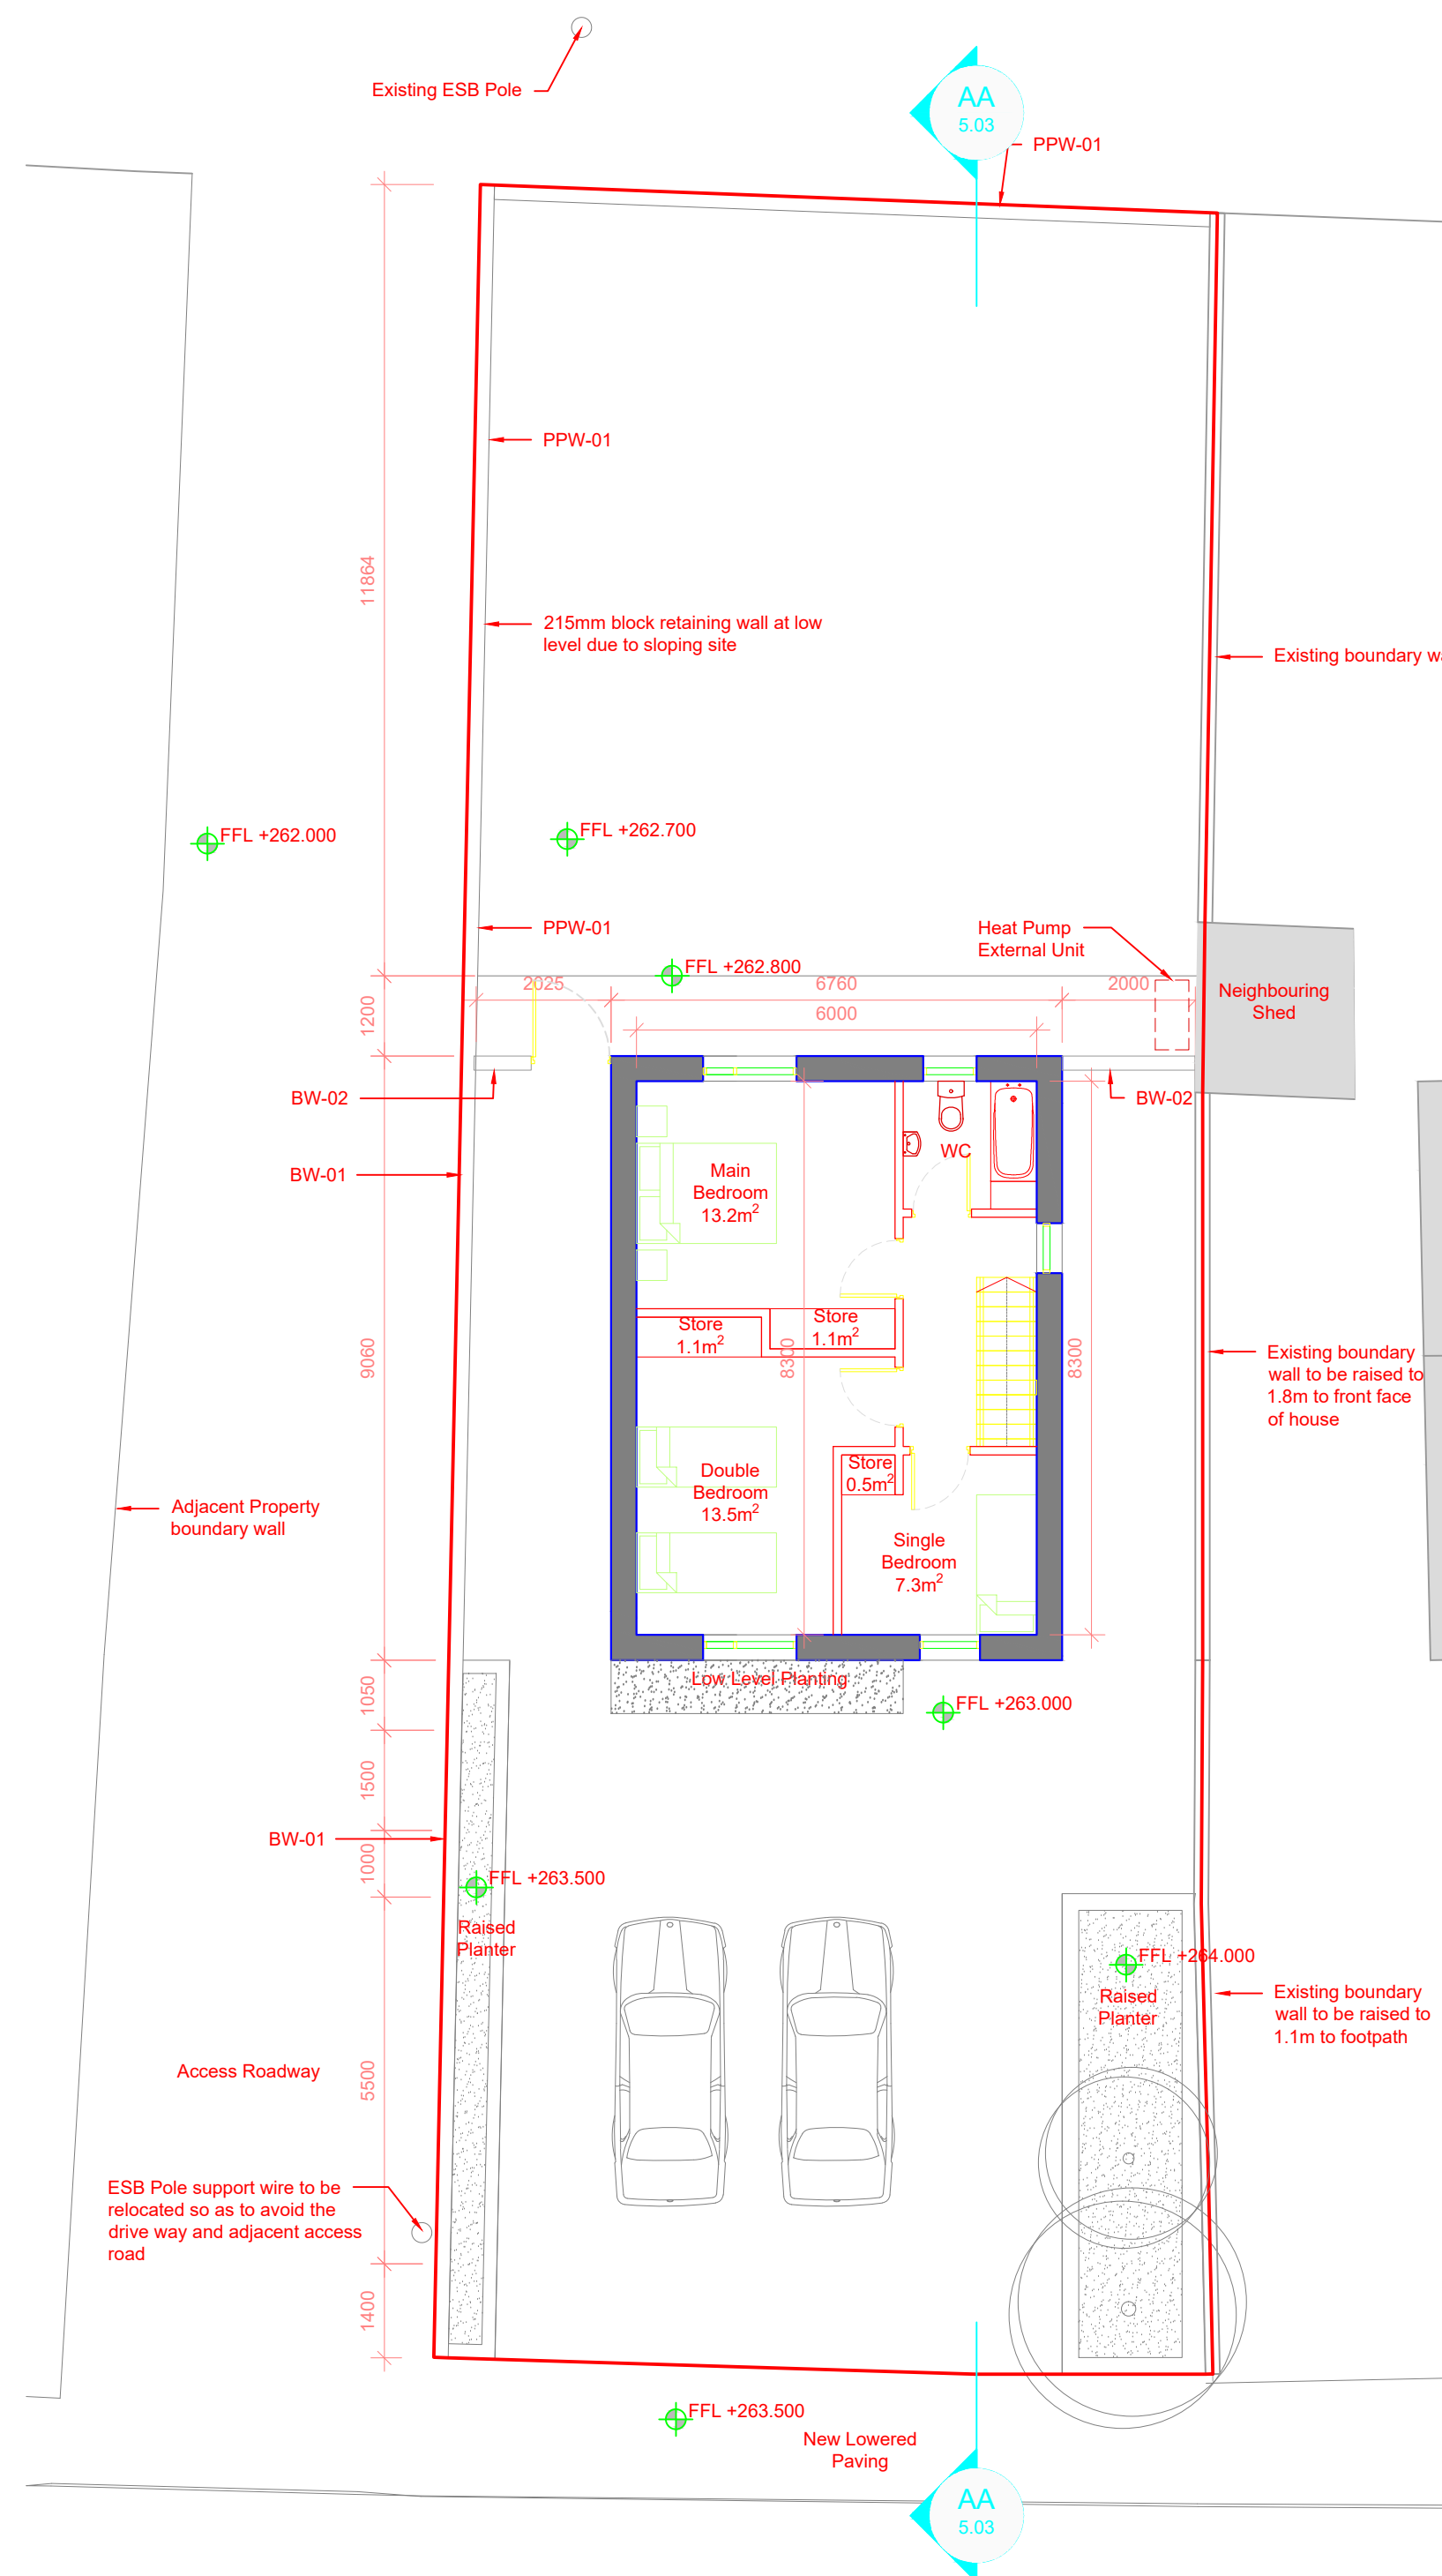 Existing ESB Pole
AA
5.03
PPW-01
PPW-01
11864
215mm block retaining wall at low
level due to sloping site
Existing boundary
FFL +262.000
FFL +262.700
PPW-01
Heat Pump
External Unit
FFL +262.800
2025
6760
2000
6000
Neighbouring
Shed
1200
BW-02
BW-02
WC
BW-01
Main
Bedroom
13.2m²
Store
1.1m²
Store
1.1m²
8300
8300
9060
Existing boundary
wall to be raised to
1.8m to front face
of house
Store
0.5m²
Double
Bedroom
13.5m²
Adjacent Property
boundary wall
Single
Bedroom
7.3m²
Low Level Planting
1050
FFL +263.000
1500
BW-01
1000
FFL +263.500
Raised
Planter
FFL +264.000
Raised
Planter
Existing boundary
wall to be raised to
1.1m to footpath
Access Roadway
5500
ESB Pole support wire to be
relocated so as to avoid the
drive way and adjacent access
road
1400
FFL +263.500
New Lowered
Paving
AA
5.03